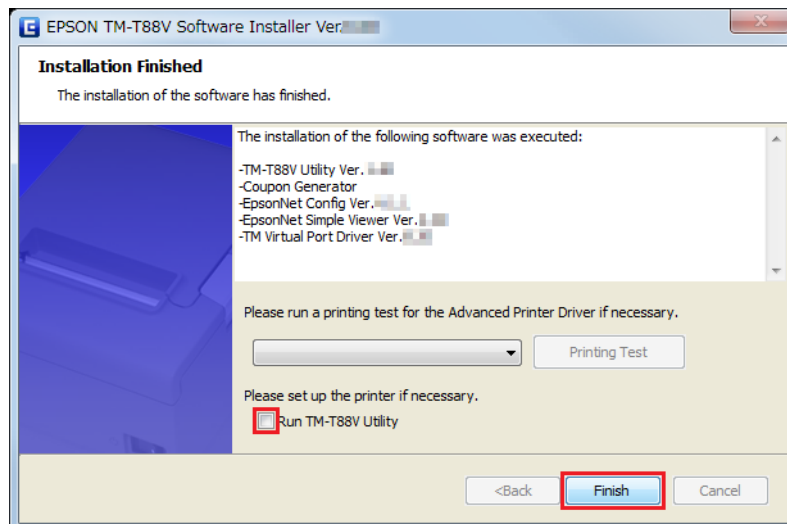 EPSON TM-T88V Software Installer Ver.
Installation Finished
The installation of the software has finished.
The installation of the following software was executed:
-TM-T88V Utility Ver.
-Coupon Generator
-EpsonNet Config Ver.
-EpsonNet Simple Viewer Ver.
-TM Virtual Port Driver Ver.
Please run a printing test for the Advanced Printer Driver if necessary.
Printing Test
Please set up the printer if necessary.
Run TM-T88V Utility
<Back Finish Cancel